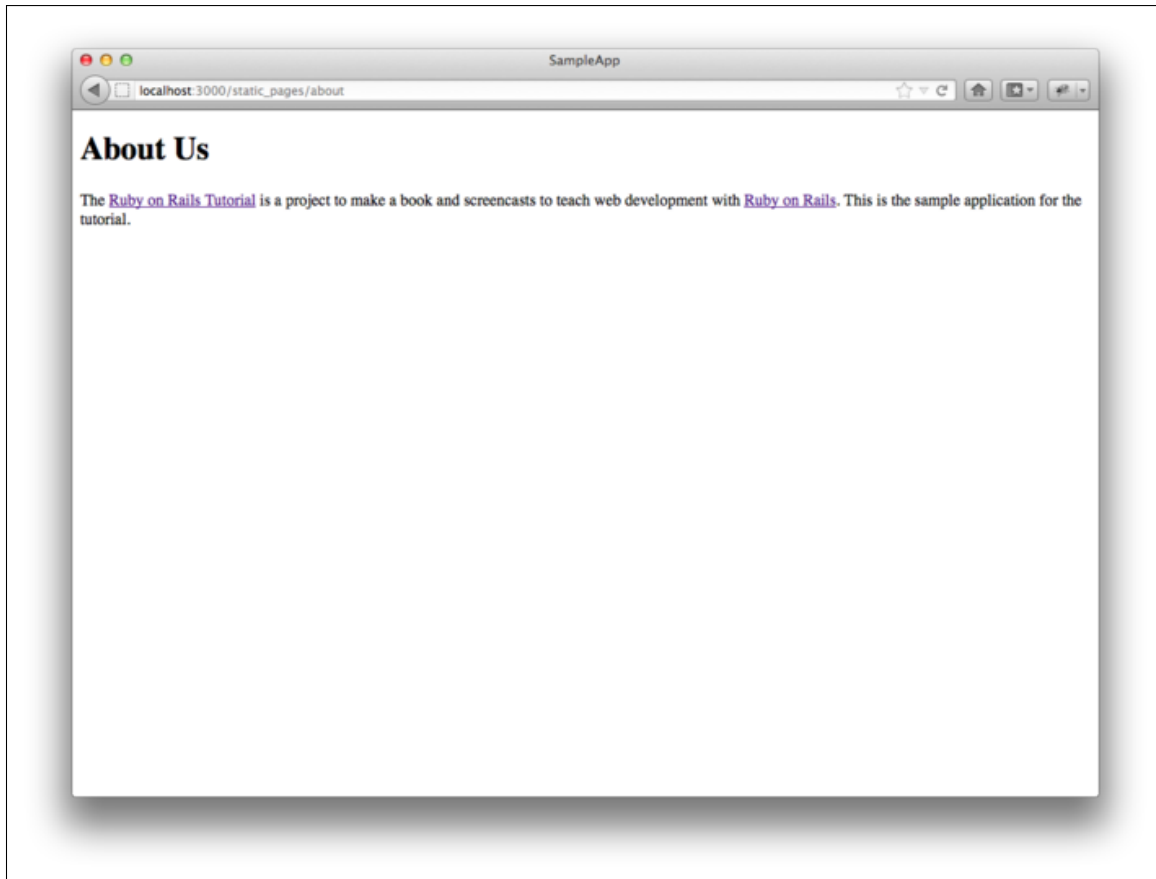 SampleApp
localhost:3000/static_pages/about
About Us
The Ruby on Rails Tutorial is a project to make a book and screencasts to teach web development with Ruby on Rails. This is the sample application for the
tutorial.